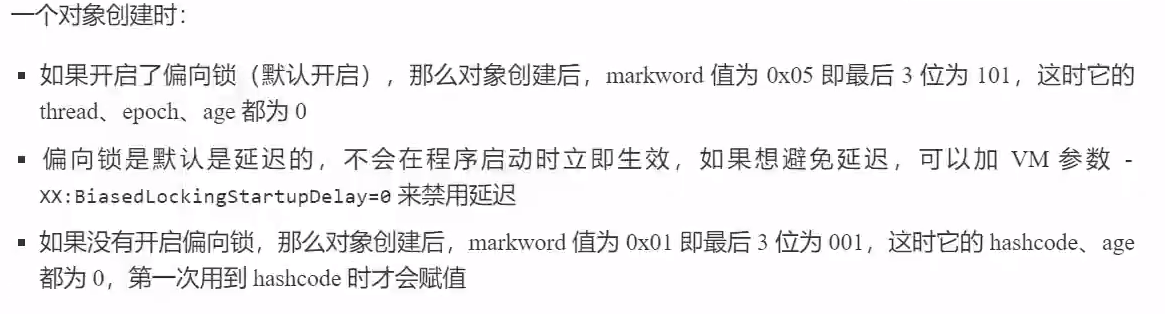 一个对象创建时:
▪ 如果开启了偏向锁（默认开启），那么对象创建后，markword 值为 0x05 即最后 3 位为 101，这时它的
thread、epoch、age 都为 0
▪ 偏向锁是默认是延迟的，不会在程序启动时立即生效，如果想避免延迟，可以加 VM 参数 -
XX:BiasedLockingStartupDelay=0 来禁用延迟
▪ 如果没有开启偏向锁，那么对象创建后，markword 值为 0x01 即最后 3 位为 001，这时它的 hashcode、age
都为 0，第一次用到 hashcode 时才会赋值